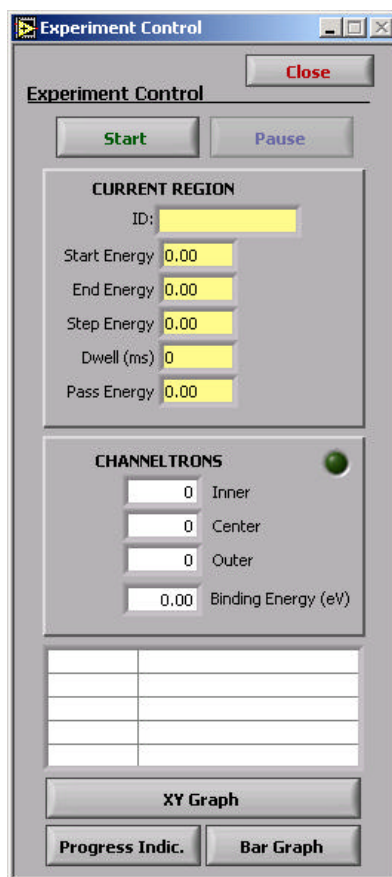 Experiment Control
Close
Experiment Control
Start Pause
CURRENT REGION
ID:
Start Energy 0.00
End Energy 0.00
Step Energy 0.00
Dwell (ms) 0
Pass Energy 0.00
CHANNELTRONS
0 Inner
0 Center
0 Outer
0.00 Binding Energy (eV)
XY Graph
Progress Indic. Bar Graph